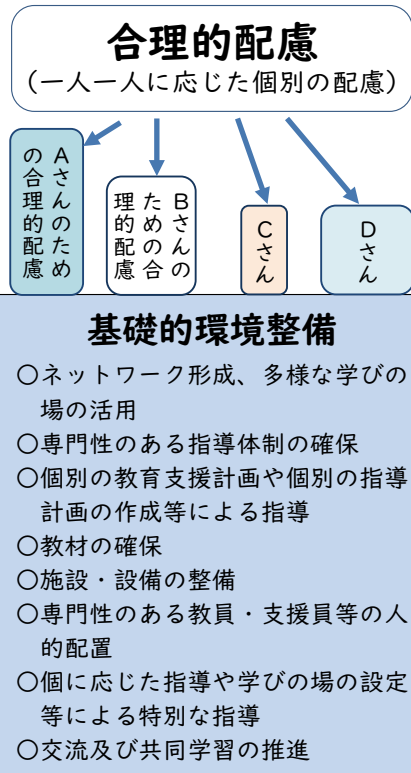 合理的配慮
（一人一人に応じた個別の配慮）
Aさんのため
の合理的配慮
Bさんの
ための合
理的配慮
Cさん
Dさん
基礎的環境整備
○ネットワーク形成、多様な学びの
場の活用
○専門性のある指導体制の確保
○個別の教育支援計画や個別の指導
計画の作成等による指導
○教材の確保
○施設・設備の整備
○専門性のある教員・支援員等の人
的配置
○個に応じた指導や学びの場の設定
等による特別な指導
○交流及び共同学習の推進